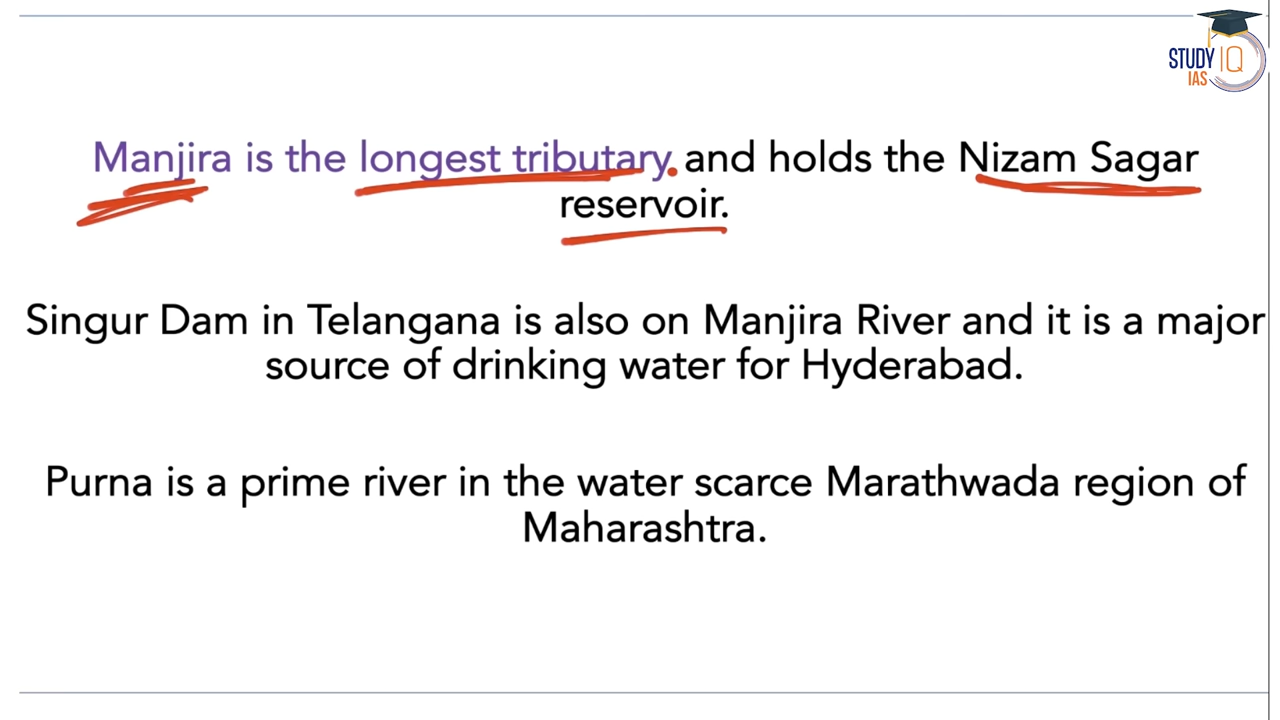 STUDY IQ
IAS
Manjira is the longest tributary. and holds the Nizam Sagar
reservoir.
Singur Dam in Telangana is also on Manjira River and it is a major
source of drinking water for Hyderabad.
Purna is a prime river in the water scarce Marathwada region of
Maharashtra.